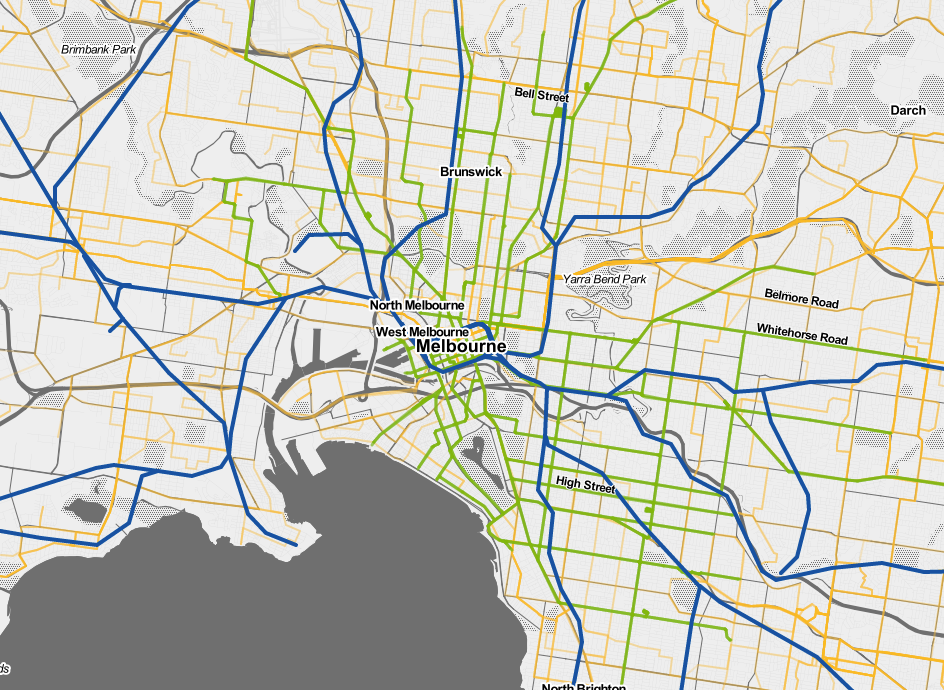 Brimbank Park
Bell Street
Darch
Brunswick
Yarra Bend Park
Belmore Road
North Melbourne
West Melbourne
Whitehorse Road
Melbourne
High Street
ds
North Brighton